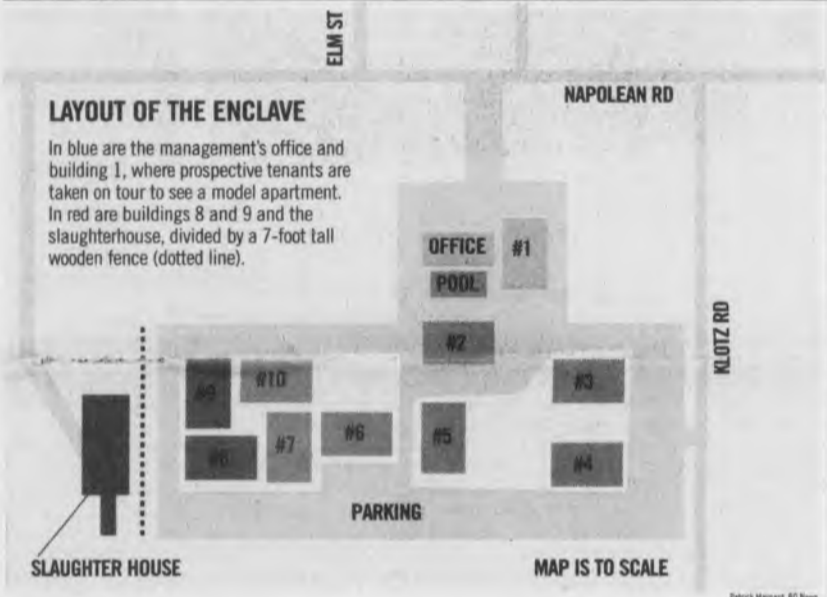 ELM ST
NAPOLEAN RD
LAYOUT OF THE ENCLAVE
In blue are the management's office and
building 1, where prospective tenants are
taken on tour to see a model apartment.
In red are buildings 8 and 9 and the
slaughterhouse, divided by a 7-foot tall
wooden fence (dotted line).
OFFICE
#1
POOL
KLOTZ RD
#2
#9
#10
#3
#8
#7
#6
#5
#4
PARKING
SLAUGHTER HOUSE
MAP IS TO SCALE